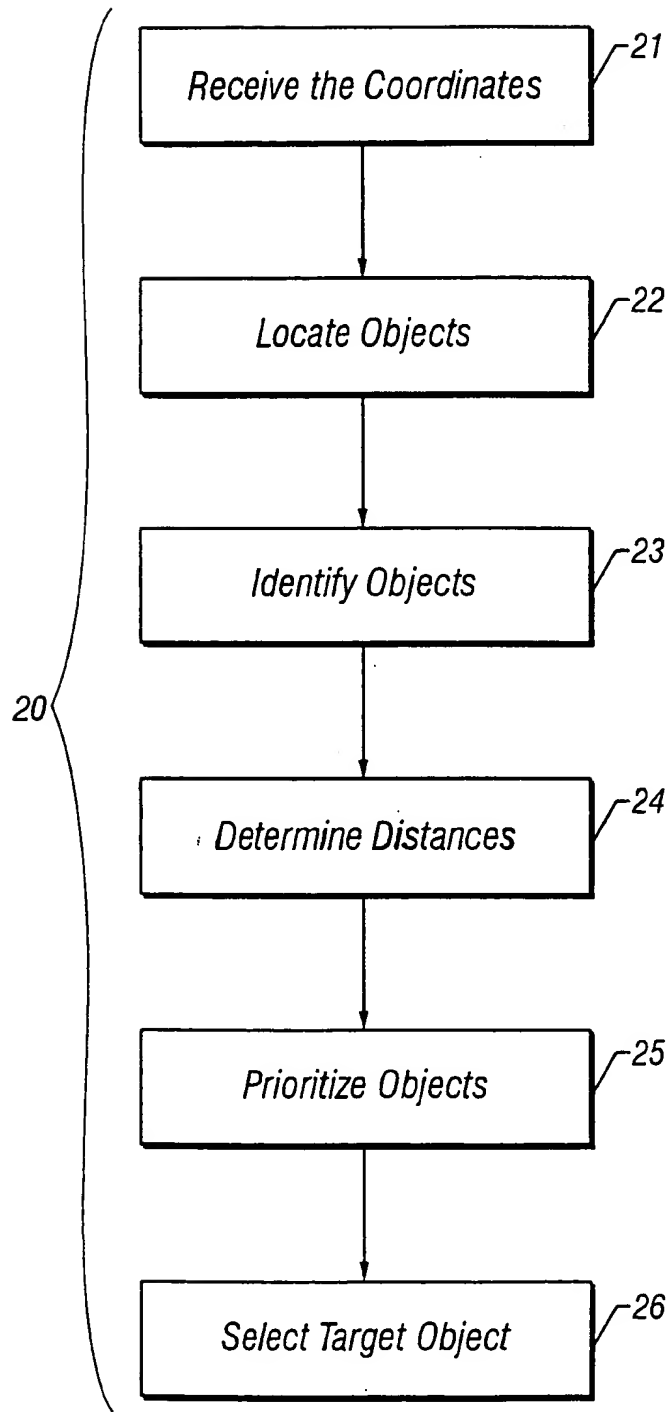 Receive the Coordinates
21
Locate Objects
22
Identify Objects
23
20
Determine Distances
24
Prioritize Objects
25
Select Target Object
26